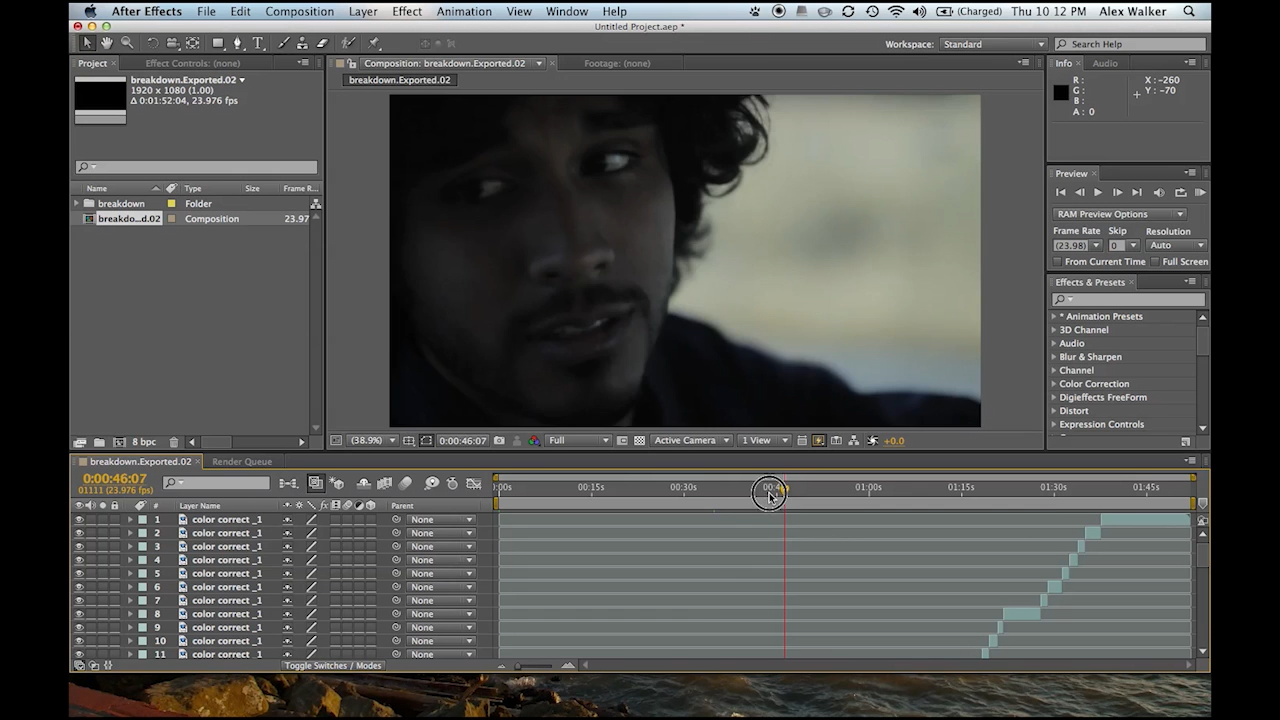 After Effects File Edit Composition Layer Effect Animation View Window Help (Charged) Thu 10:12 PM Alex Walker
Untitled Project.aep *
Workspace: Standard Search Help
Project Effect Controls: (none) Composition: breakdown.Exported.02 Footage: (none) Info Audio
breakdown.Exported.02
1920 x 1080 (1.00)
Δ 0:01:52:04, 23.976 fps
breakdown.Exported.02
R :
G :
B :
A : 0
X : -260
Y : -70
Name Type Size Frame R...
breakdown Folder
breakdo...d.02 Composition 23.97
Preview
RAM Preview Options
Frame Rate Skip Resolution
(23.98) 0 Auto
From Current Time Full Screen
Effects & Presets
* Animation Presets
3D Channel
Audio
Blur & Sharpen
Channel
Color Correction
Digieffects FreeForm
Distort
Expression Controls
8 bpc (38.9%) 0:00:46:07 Full Active Camera 1 View +0.0
breakdown.Exported.02 Render Queue
0:00:46:07
01111 (23.976 fps)
:00s 00:15s 00:30s 00:4 01:00s 01:15s 01:30s 01:45s
# Layer Name fx Parent
1 color correct _1 None
2 color correct _1 None
3 color correct _1 None
4 color correct _1 None
5 color correct _1 None
6 color correct _1 None
7 color correct _1 None
8 color correct _1 None
9 color correct _1 None
10 color correct _1 None
11 color correct _1 None
Toggle Switches / Modes